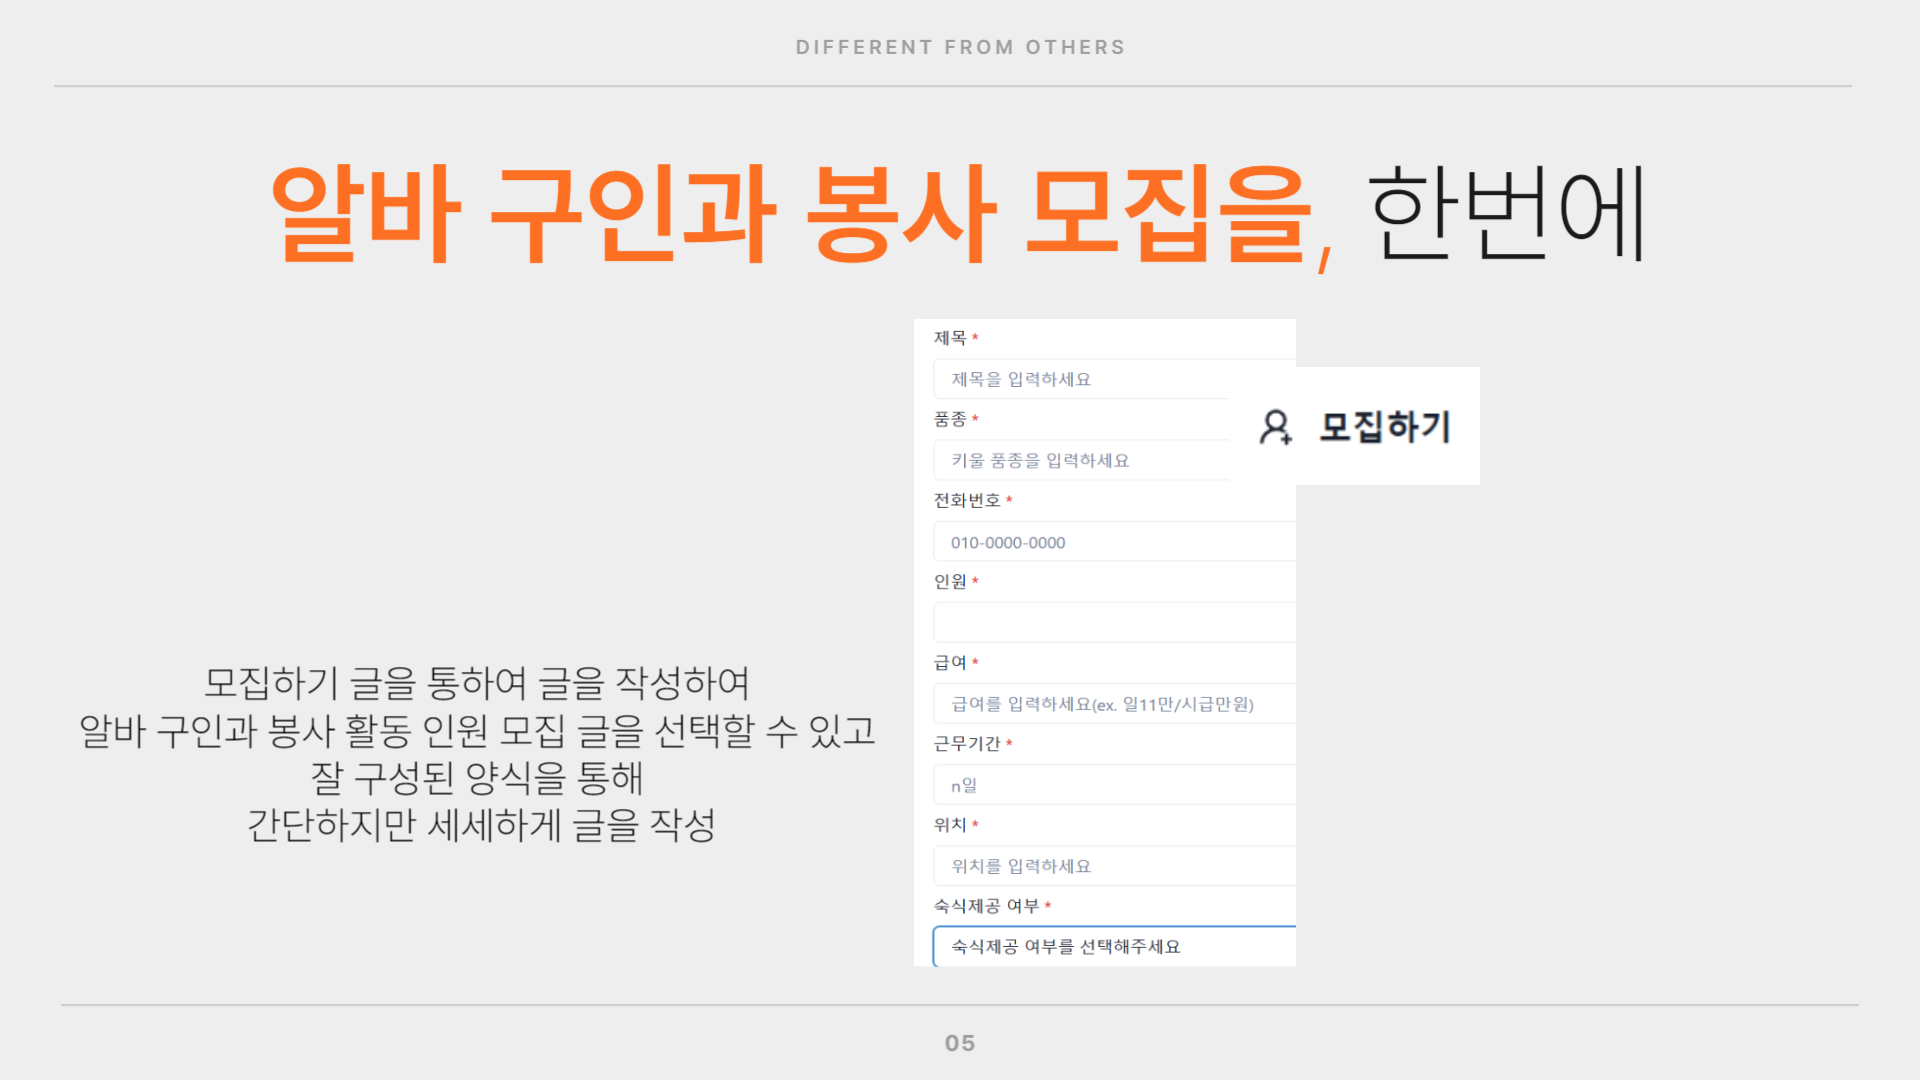 DIFFERENT FROM OTHERS
알바 구인과 봉사 모집을, 한번에
모집하기 글을 통하여 글을 작성하여
알바 구인과 봉사 활동 인원 모집 글을 선택할 수 있고
잘 구성된 양식을 통해
간단하지만 세세하게 글을 작성
제목 *
제목을 입력하세요
품종 *
키울 품종을 입력하세요
전화번호 *
010-0000-0000
인원 *
급여 *
급여를 입력하세요(ex. 일11만/시급만원)
근무기간 *
n일
위치 *
위치를 입력하세요
숙식제공 여부 *
숙식제공 여부를 선택해주세요
모집하기
05